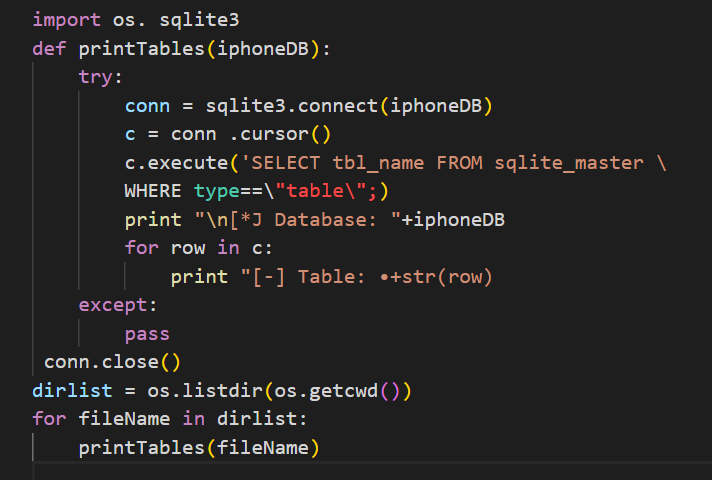 import os. sqlite3
def printTables(iphoneDB):
    try:
        conn = sqlite3.connect(iphoneDB)
        c = conn .cursor()
        c.execute('SELECT tbl_name FROM sqlite_master \
        WHERE type==\"table\";)
        print "\n[*J Database: "+iphoneDB
        for row in c:
            print "[-] Table: •+str(row)
    except:
        pass
 conn.close()
dirlist = os.listdir(os.getcwd())
for fileName in dirlist:
    printTables(fileName)